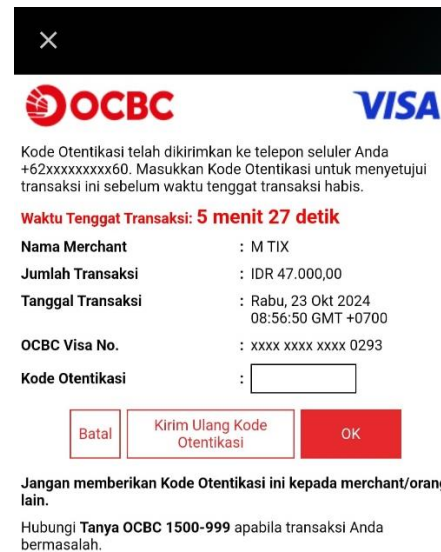 OCBC
VISA
Kode Otentikasi telah dikirimkan ke telepon seluler Anda
+62xxxxxxxxx60. Masukkan Kode Otentikasi untuk menyetujui
transaksi ini sebelum waktu tenggat transaksi habis.
Waktu Tenggat Transaksi: 5 menit 27 detik
Nama Merchant : M TIX
Jumlah Transaksi : IDR 47.000,00
Tanggal Transaksi : Rabu, 23 Okt 2024
08:56:50 GMT +0700
OCBC Visa No. : xxxx xxxx xxxx 0293
Kode Otentikasi :
Batal
Kirim Ulang Kode
Otentikasi
OK
Jangan memberikan Kode Otentikasi ini kepada merchant/orang
lain.
Hubungi Tanya OCBC 1500-999 apabila transaksi Anda
bermasalah.